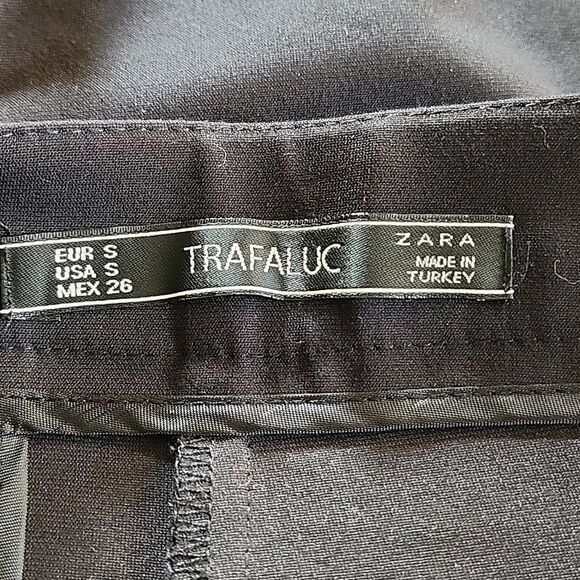 EUR S
USA S
MEX 26
TRAFALUC
ZARA
MADE IN
TURKEY